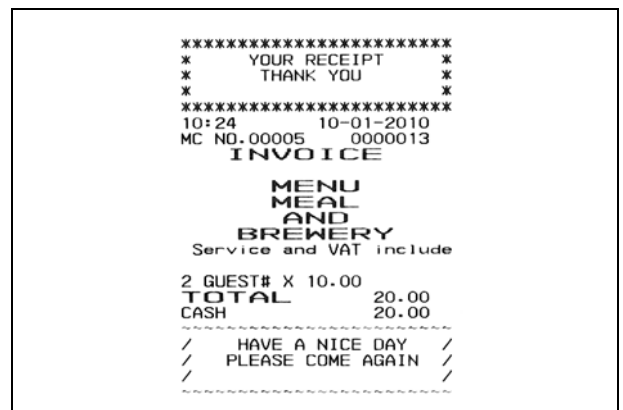 **************************
* YOUR RECEIPT *
* THANK YOU *
* *
**************************
10:24 10-01-2010
MC NO.00005 0000013
INVOICE
MENU
MEAL
AND
BREWERY
Service and VAT include
2 GUEST# X 10.00
TOTAL 20.00
CASH 20.00
~~~~~~~~~~~~~~~~~~~~~~~~~~
/ HAVE A NICE DAY /
/ PLEASE COME AGAIN /
/ /
~~~~~~~~~~~~~~~~~~~~~~~~~~